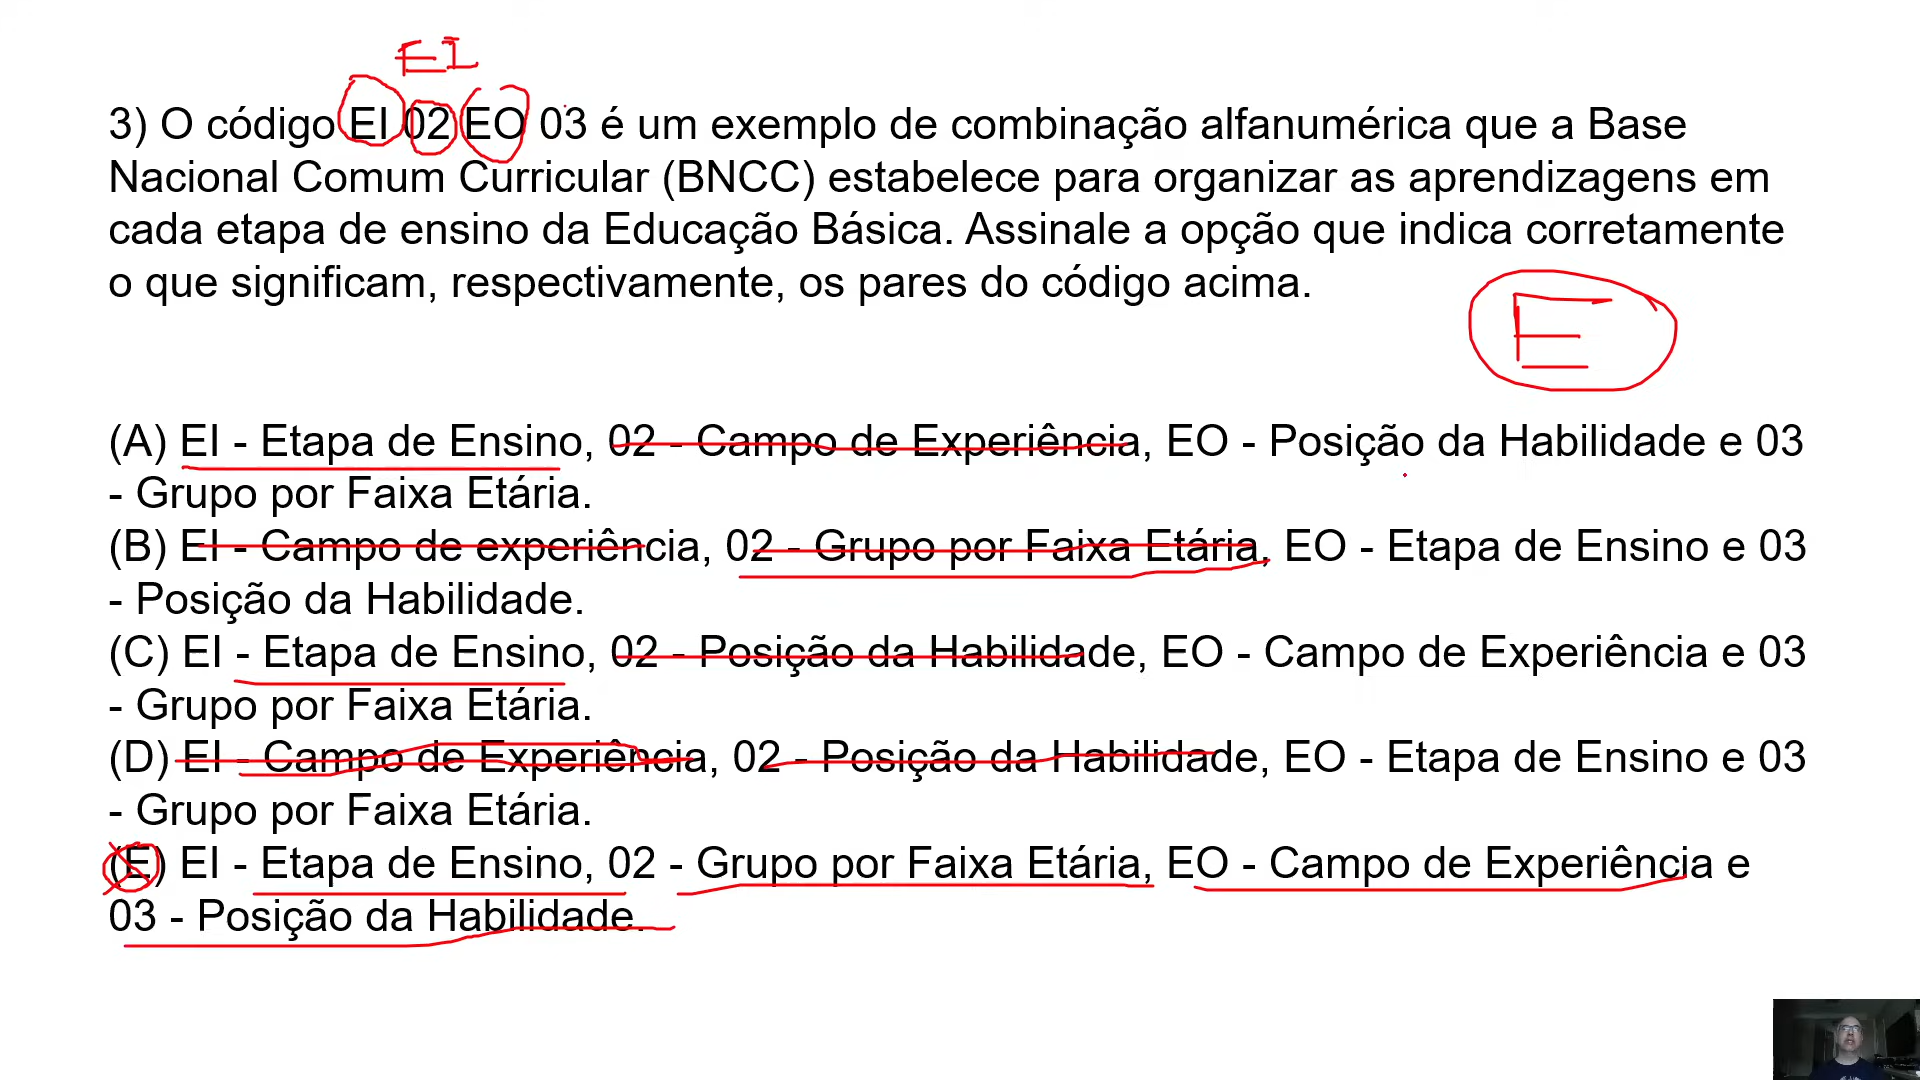 EI
3) O código EI 02 EO 03 é um exemplo de combinação alfanumérica que a Base
Nacional Comum Curricular (BNCC) estabelece para organizar as aprendizagens em
cada etapa de ensino da Educação Básica. Assinale a opção que indica corretamente
o que significam, respectivamente, os pares do código acima.
E
(A) EI - Etapa de Ensino, 02 - Campo de Experiência, EO - Posição da Habilidade e 03
- Grupo por Faixa Etária.
(B) EI - Campo de experiência, 02 - Grupo por Faixa Etária, EO - Etapa de Ensino e 03
- Posição da Habilidade.
(C) EI - Etapa de Ensino, 02 - Posição da Habilidade, EO - Campo de Experiência e 03
- Grupo por Faixa Etária.
(D) EI - Campo de Experiência, 02 - Posição da Habilidade, EO - Etapa de Ensino e 03
- Grupo por Faixa Etária.
(E) EI - Etapa de Ensino, 02 - Grupo por Faixa Etária, EO - Campo de Experiência e
03 - Posição da Habilidade.